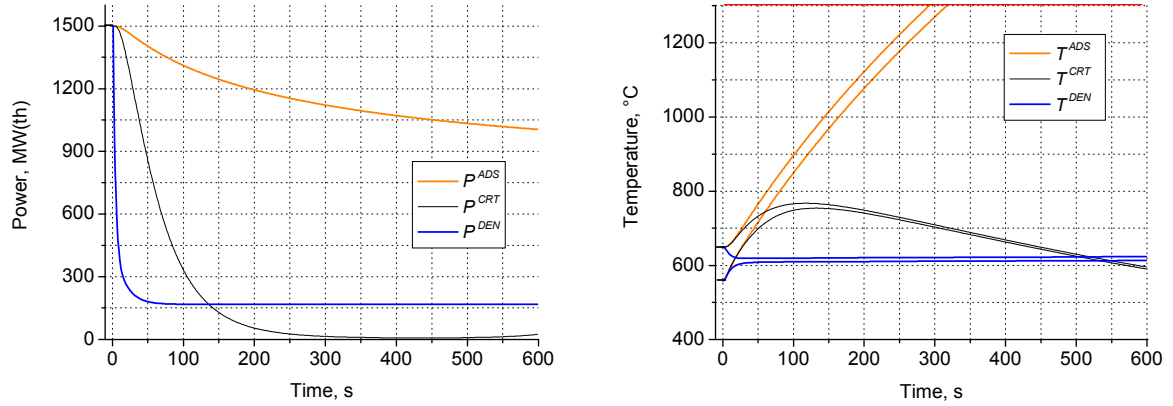 1500
1200
900
600
300
0
Power, MW(th)
P^ADS
P^CRT
P^DEN
0 100 200 300 400 500 600
Time, s
1200
1000
800
600
400
Temperature, °C
T^ADS
T^CRT
T^DEN
0 100 200 300 400 500 600
Time, s